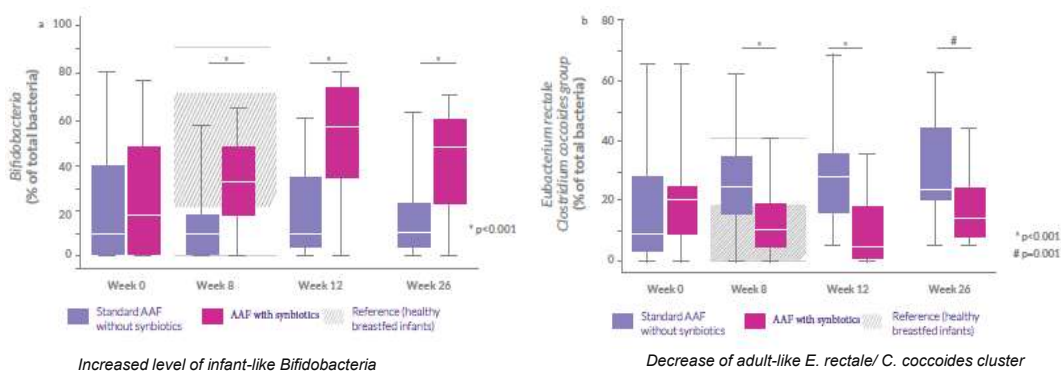 a
100
80
60
40
20
0
Bifidobacteria
(% of total bacteria)
*
*
*
* p<0.001
Week 0
Week 8
Week 12
Week 26
Standard AAF
without synbiotics
AAF with synbiotics
Reference (healthy
breastfed infants)
Increased level of infant-like Bifidobacteria
b
80
60
40
20
0
Eubacterium rectale
Clostridium coccoides group
(% of total bacteria)
*
*
#
* p<0.001
# p=0.001
Week 0
Week 8
Week 12
Week 26
Standard AAF
without synbiotics
AAF with synbiotics
Reference (healthy
breastfed infants)
Decrease of adult-like E. rectale/ C. coccoides cluster